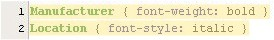 1 Manufacturer { font-weight: bold }
2 Location { font-style: italic }